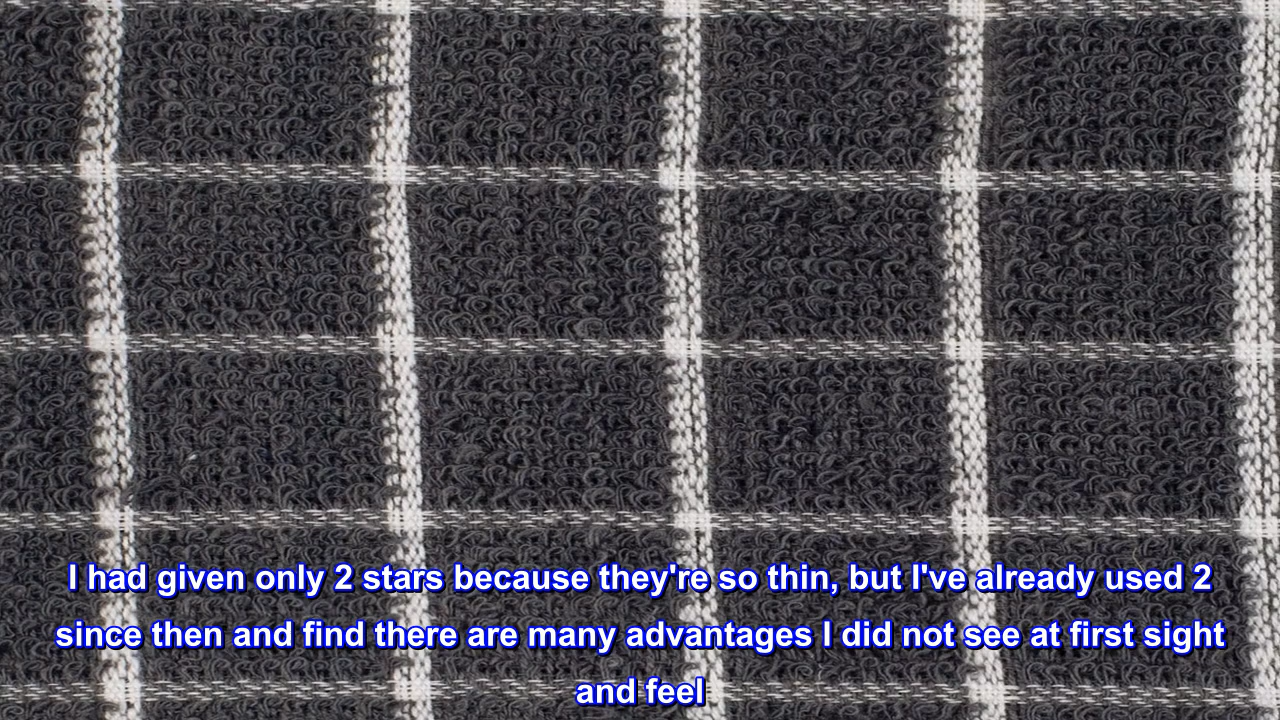 I had given only 2 stars because they're so thin, but I've already used 2
since then and find there are many advantages I did not see at first sight
and feel